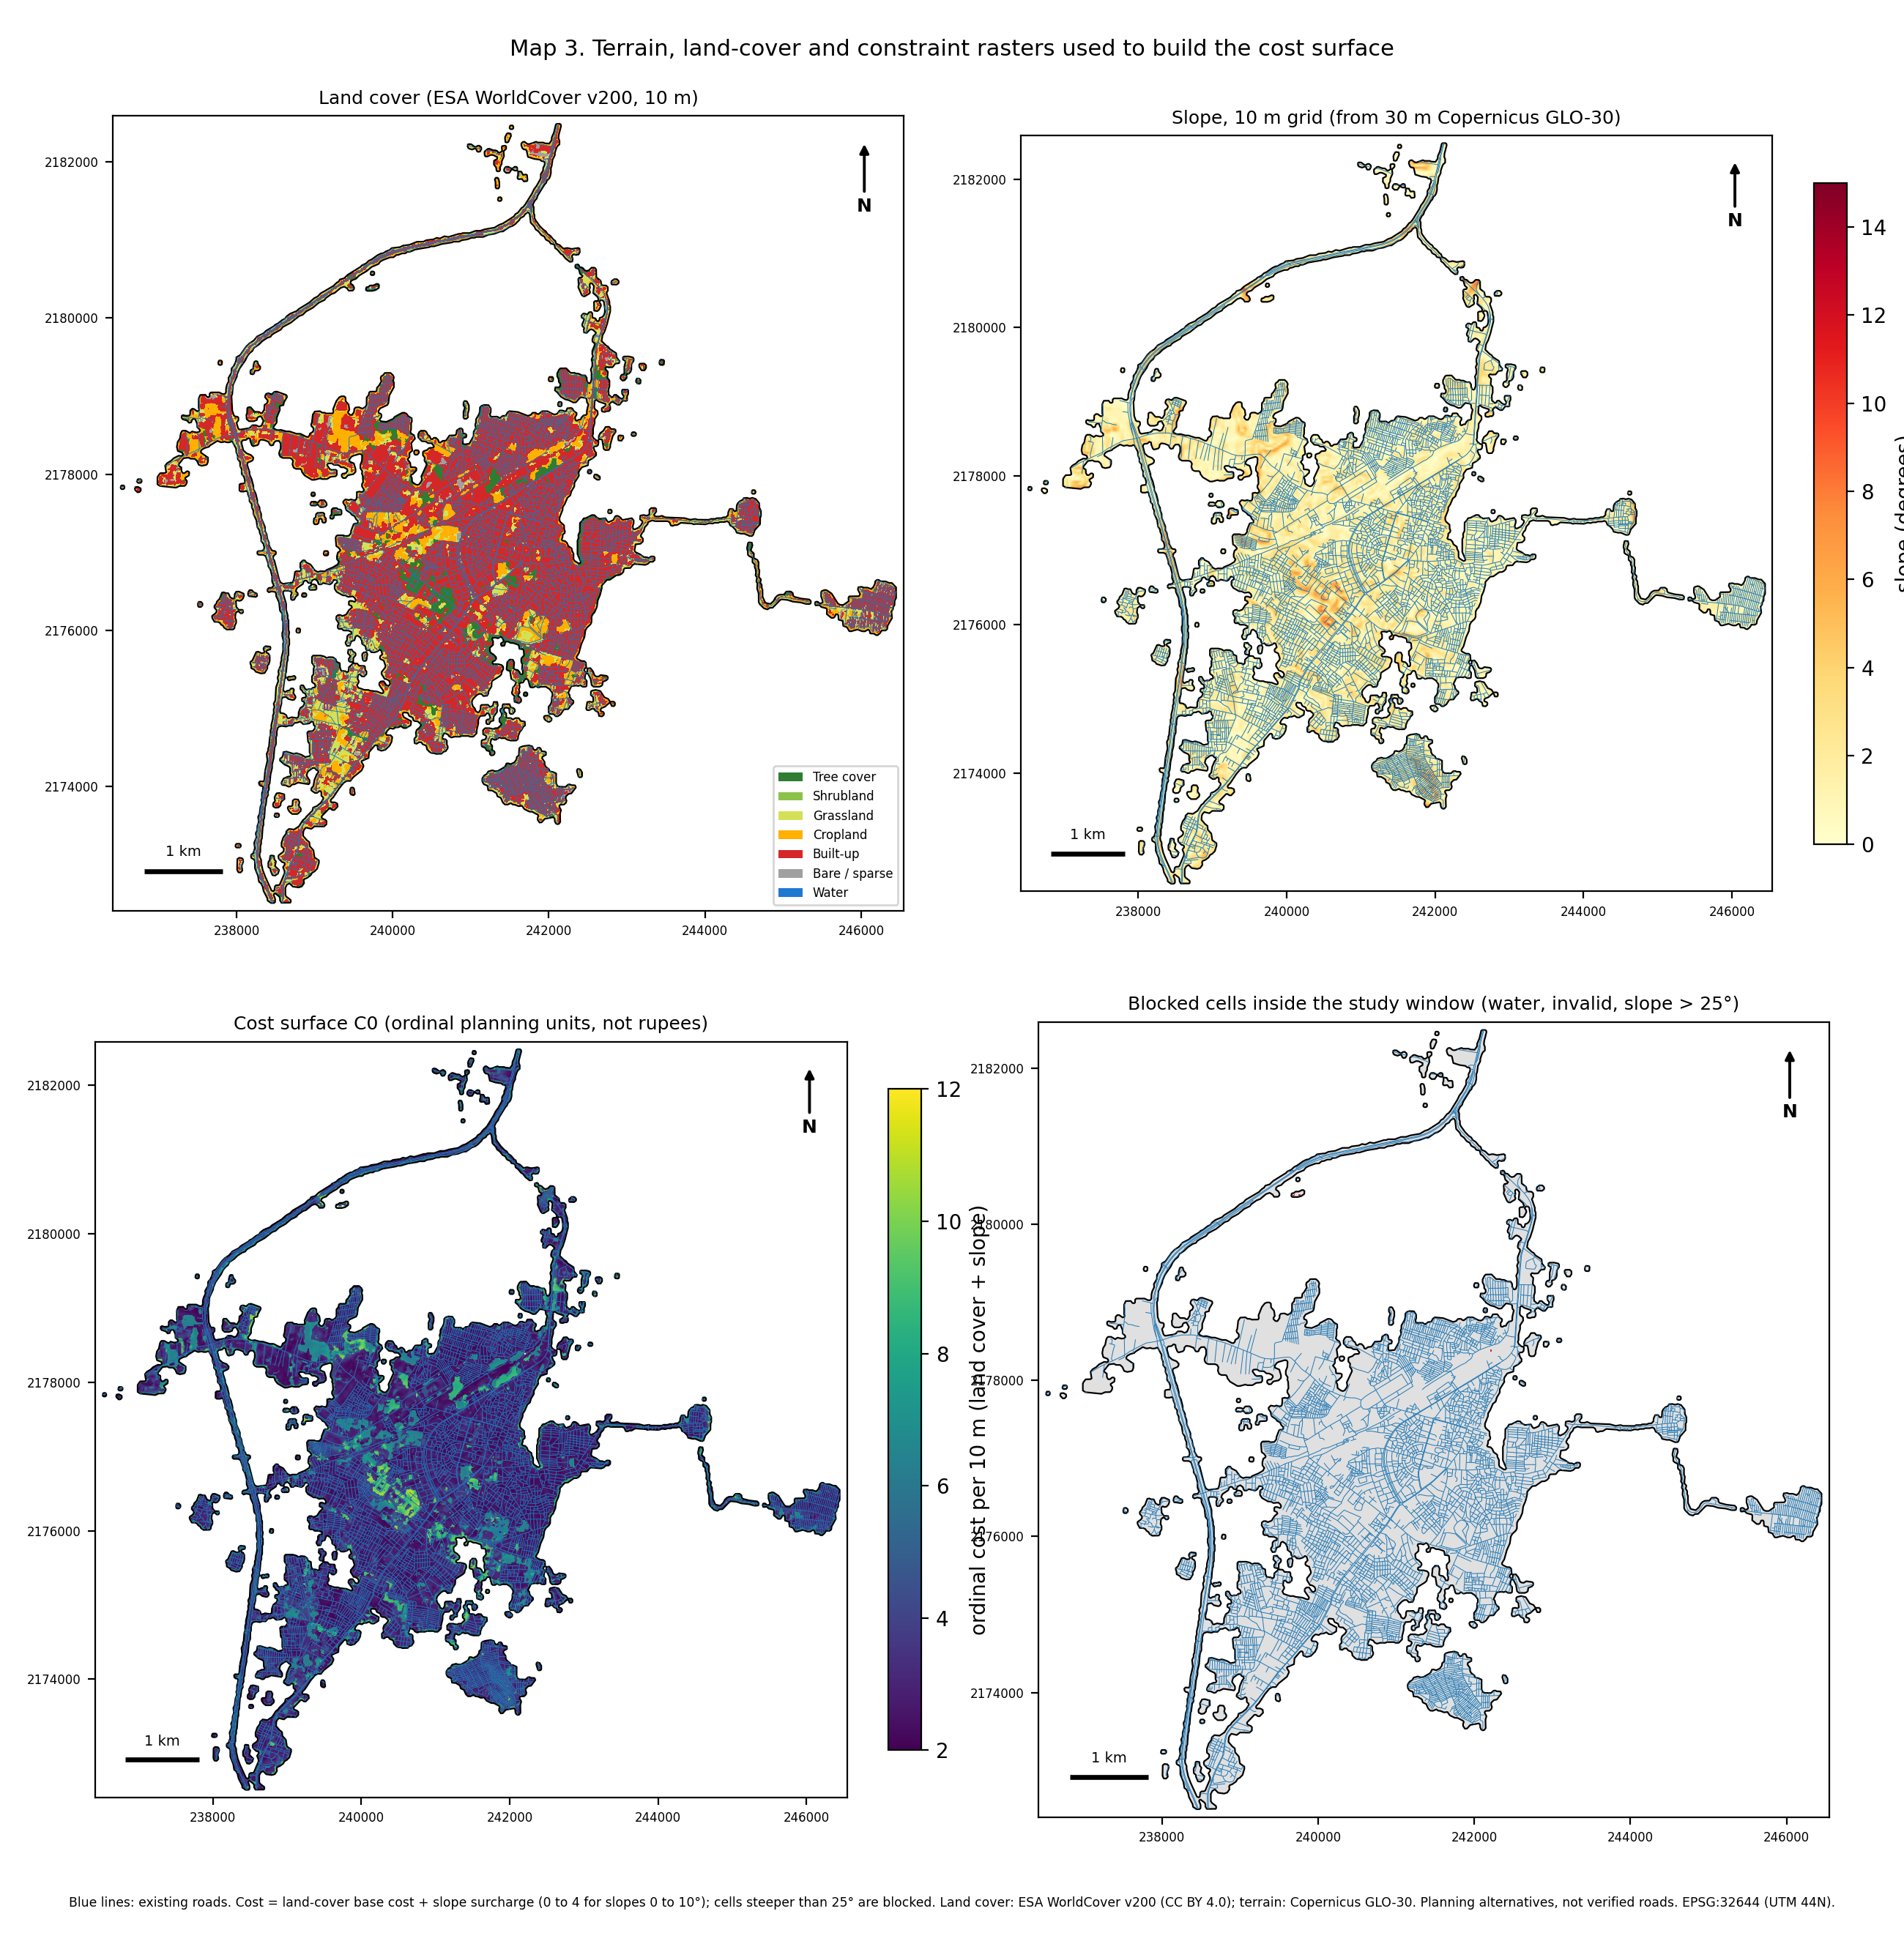 Map 3. Terrain, land-cover and constraint rasters used to build the cost surface
Land cover (ESA WorldCover v200, 10 m)
2182000
2180000
2178000
2176000
2174000
N
1 km
Tree cover
Shrubland
Grassland
Cropland
Built-up
Bare / sparse
Water
238000 240000 242000 244000 246000
Slope, 10 m grid (from 30 m Copernicus GLO-30)
2182000
2180000
2178000
2176000
2174000
N
1 km
238000 240000 242000 244000 246000
14
12
10
8
6
4
2
0
slope (degrees)
Cost surface C0 (ordinal planning units, not rupees)
2182000
2180000
2178000
2176000
2174000
N
1 km
238000 240000 242000 244000 246000
12
10
8
6
4
2
ordinal cost per 10 m (land cover + slope)
Blocked cells inside the study window (water, invalid, slope > 25°)
2182000
2180000
2178000
2176000
2174000
N
1 km
238000 240000 242000 244000 246000
Blue lines: existing roads. Cost = land-cover base cost + slope surcharge (0 to 4 for slopes 0 to 10°); cells steeper than 25° are blocked. Land cover: ESA WorldCover v200 (CC BY 4.0); terrain: Copernicus GLO-30. Planning alternatives, not verified roads. EPSG:32644 (UTM 44N).